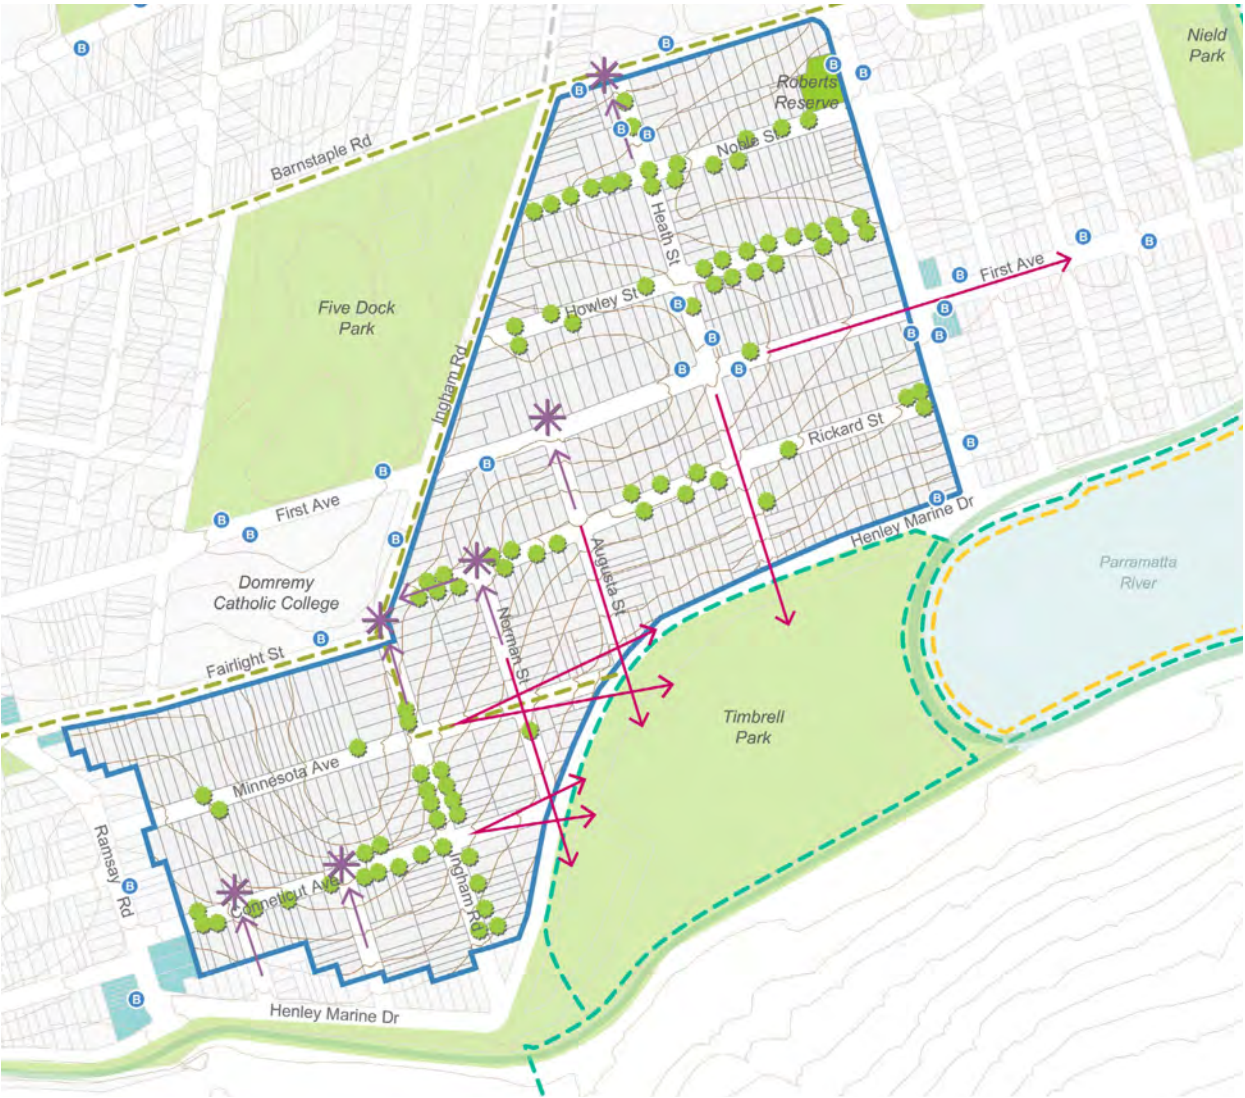 B
B
B
B
B
B
Nield
Park
Roberts
Reserve
Barnstaple Rd
B
B
Noble St
Heath St
B
B
First Ave
B
Five Dock
Park
Howley St
B
B
B
B
B
B
B
Ingham Rd
B
Rickard St
B
B
B
First Ave
B
B
B
Henley Marine Dr
B
Augusta St
Parramatta
River
Domremy
Catholic College
Norman St
B
Fairlight St
Timbrell
Park
Minnesota Ave
Ramsay Rd
B
Conneticut Ave
Ingham Rd
B
Henley Marine Dr